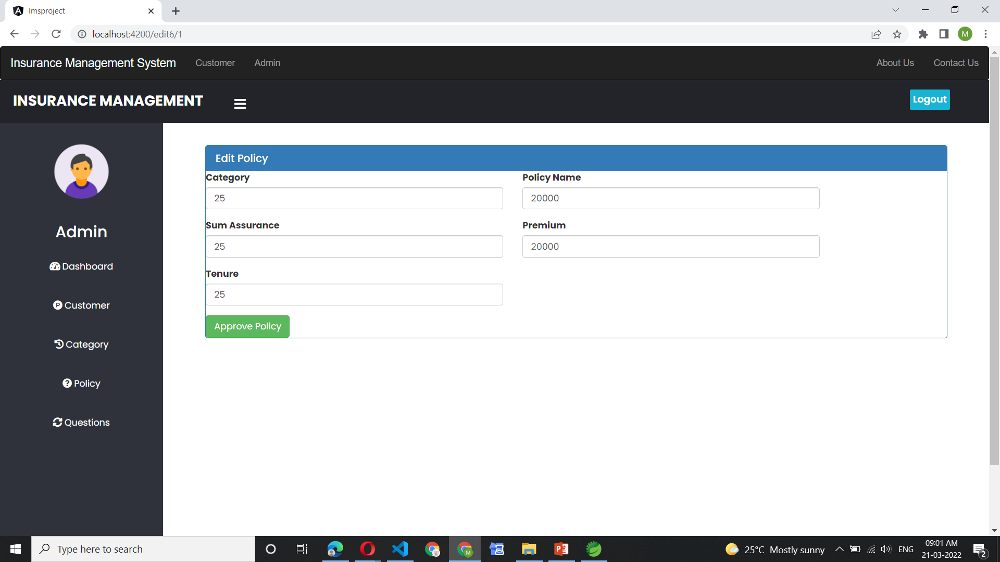 Imsproject
localhost:4200/edit6/1
M
Insurance Management System Customer Admin About Us Contact Us
INSURANCE MANAGEMENT Logout
Admin
Dashboard
Customer
Category
Policy
Questions
Edit Policy
Category Policy Name
25 20000
Sum Assurance Premium
25 20000
Tenure
25
Approve Policy
Type here to search
25°C Mostly sunny
ENG
09:01 AM
21-03-2022
2